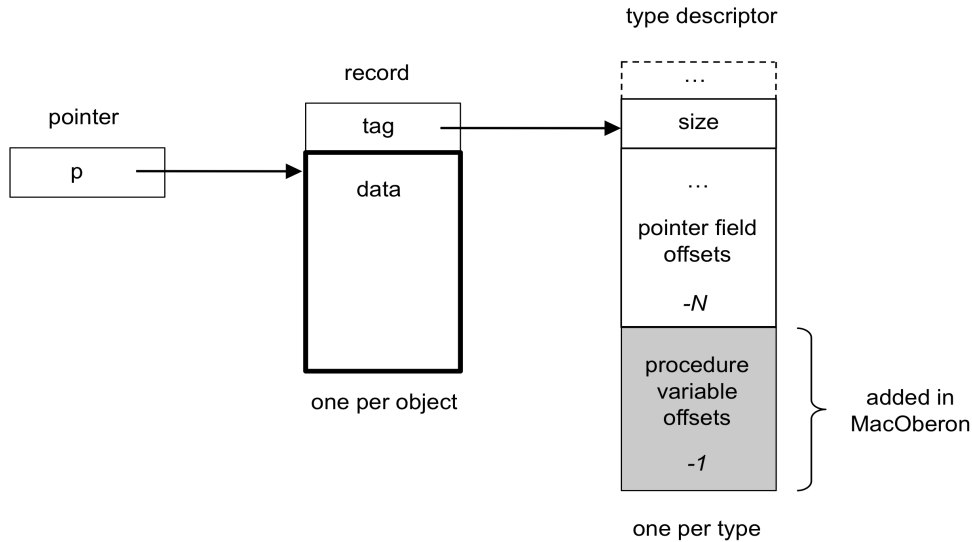 type descriptor
…
record
pointer
tag
size
p
data
…
pointer field
offsets
-N
procedure
variable
offsets
-1
added in
MacOberon
one per object
one per type